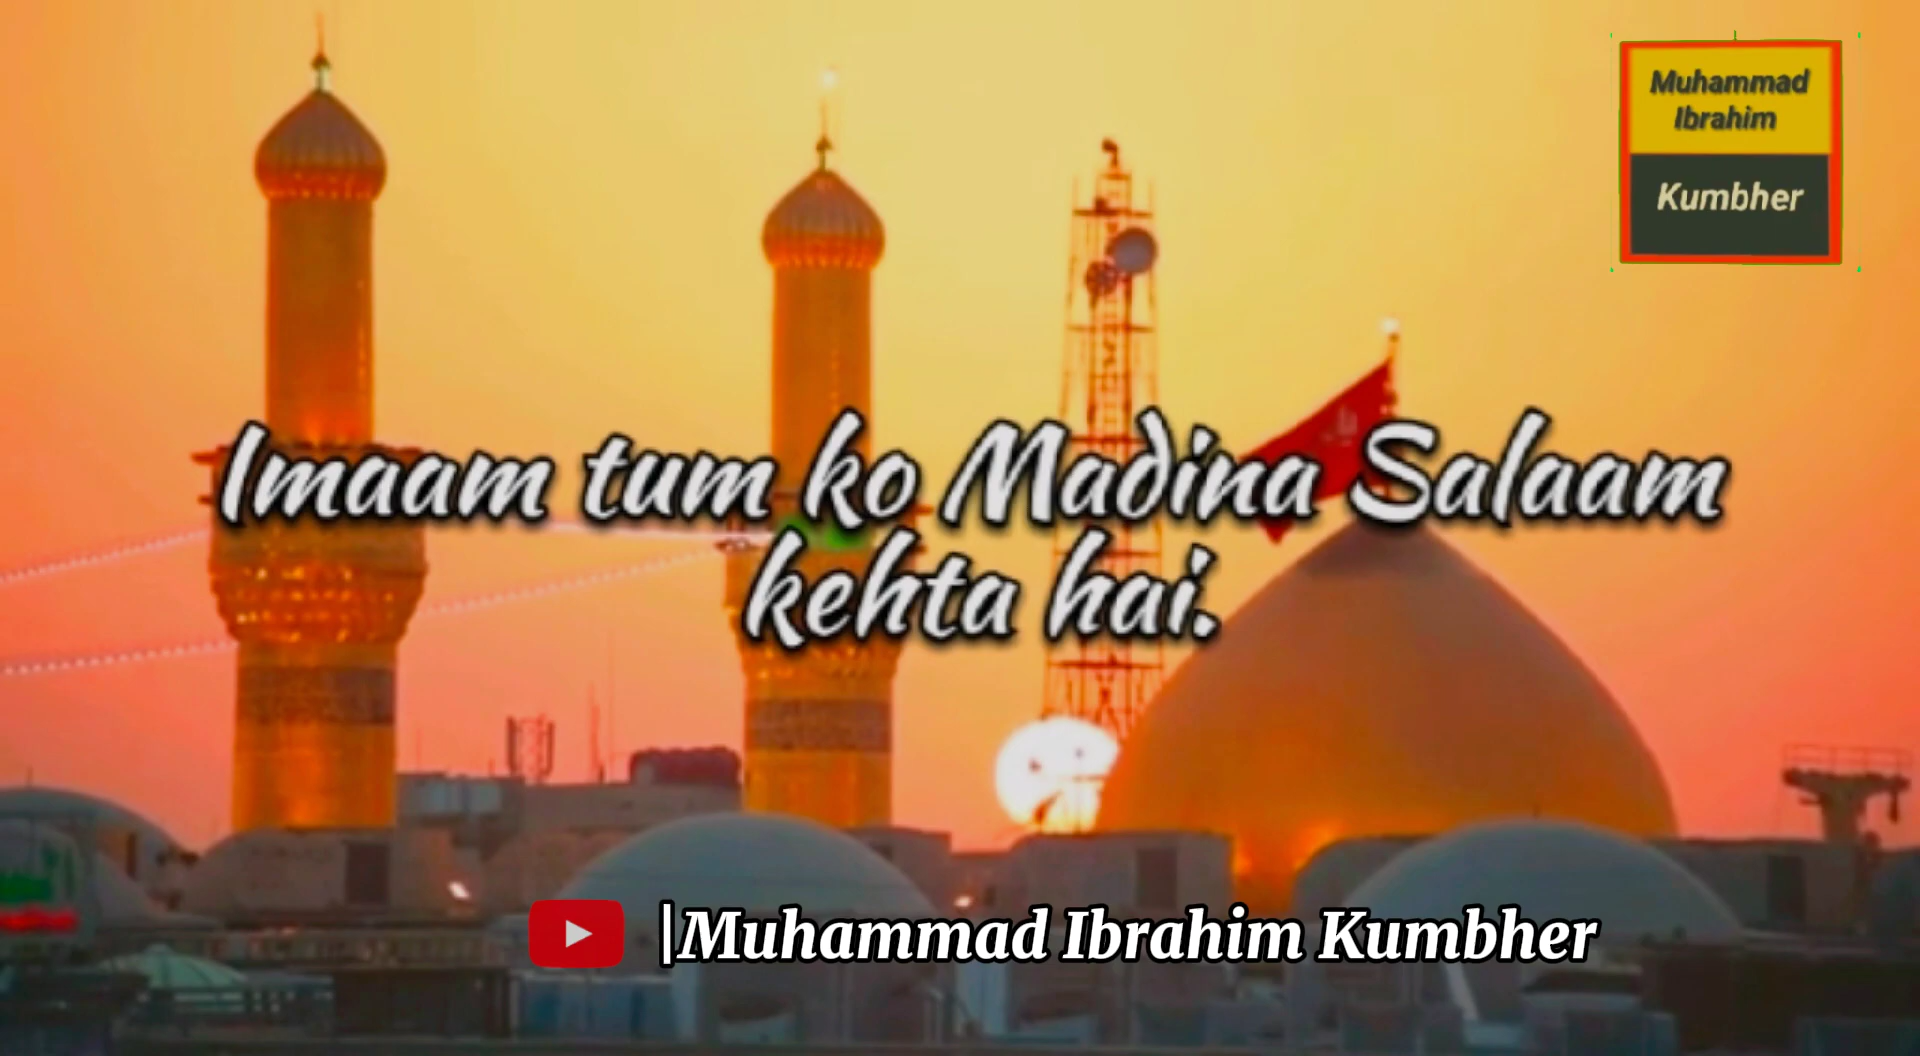 Muhammad
Ibrahim
Kumbher
Imaam tum ko Madina Salaam
kehta hai.
|Muhammad Ibrahim Kumbher